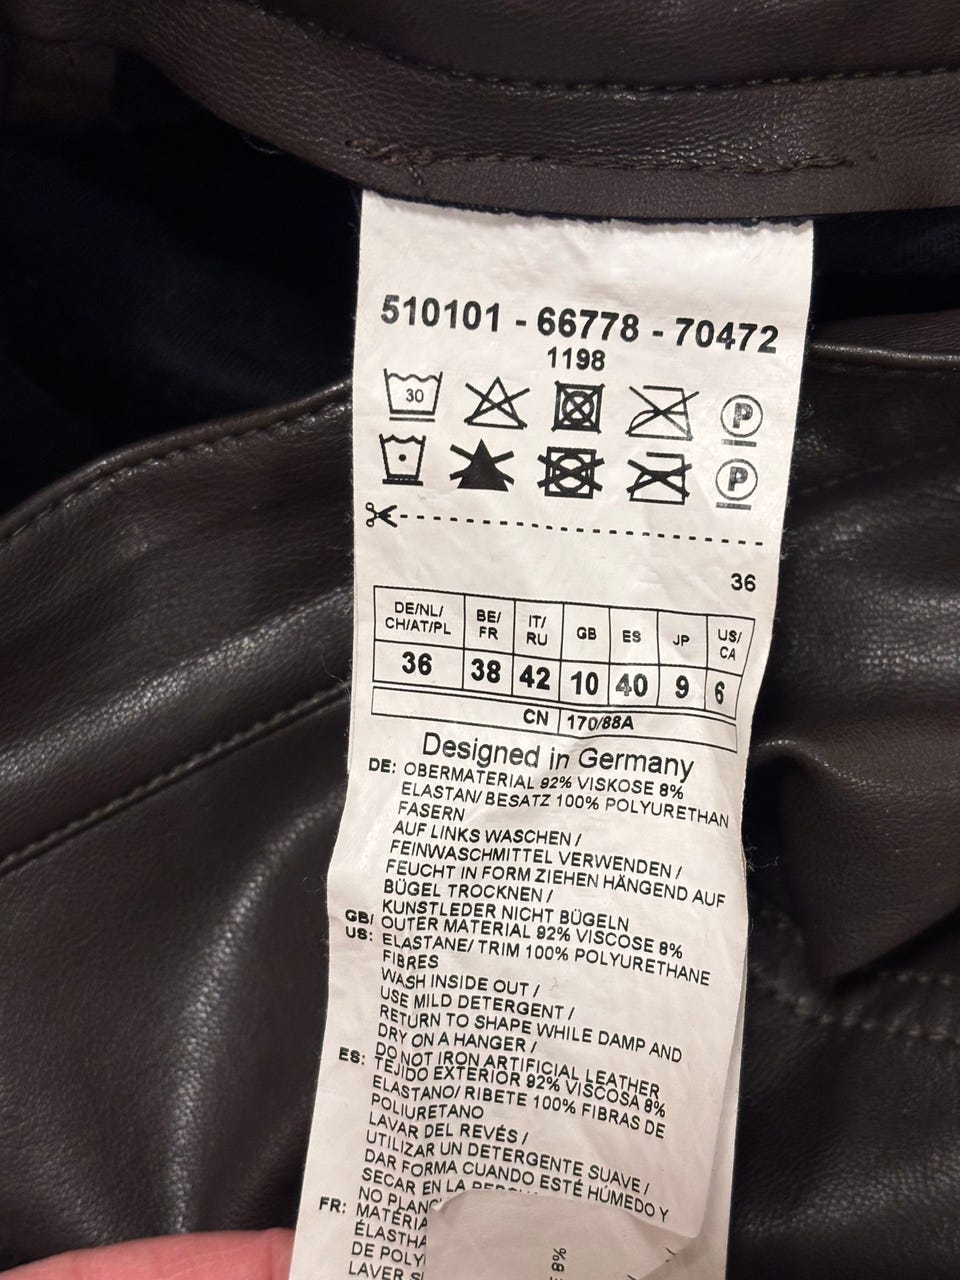 510101 - 66778 - 70472
1198
30
P
P
36
DE/NL/ CH/AT/PL BE/ FR IT/ RU GB ES JP US/ CA
36 38 42 10 40 9 6
CN 170/88A
Designed in Germany
DE: OBERMATERIAL 92% VISKOSE 8%
ELASTAN/ BESATZ 100% POLYURETHAN
FASERN
AUF LINKS WASCHEN /
FEINWASCHMITTEL VERWENDEN /
FEUCHT IN FORM ZIEHEN HÄNGEND AUF
BÜGEL TROCKNEN /
KUNSTLEDER NICHT BÜGELN
GB/ US: OUTER MATERIAL 92% VISCOSE 8%
ELASTANE/ TRIM 100% POLYURETHANE
FIBRES
WASH INSIDE OUT /
USE MILD DETERGENT /
RETURN TO SHAPE WHILE DAMP AND
DRY ON A HANGER /
DO NOT IRON ARTIFICIAL LEATHER
ES: TEJIDO EXTERIOR 92% VISCOSA 8%
ELASTANO/ RIBETE 100% FIBRAS DE
POLIURETANO
LAVAR DEL REVÉS /
UTILIZAR UN DETERGENTE SUAVE /
DAR FORMA CUANDO ESTÉ HÚMEDO Y
SECAR EN LA
NO
FR:
DE
LAVER
8%